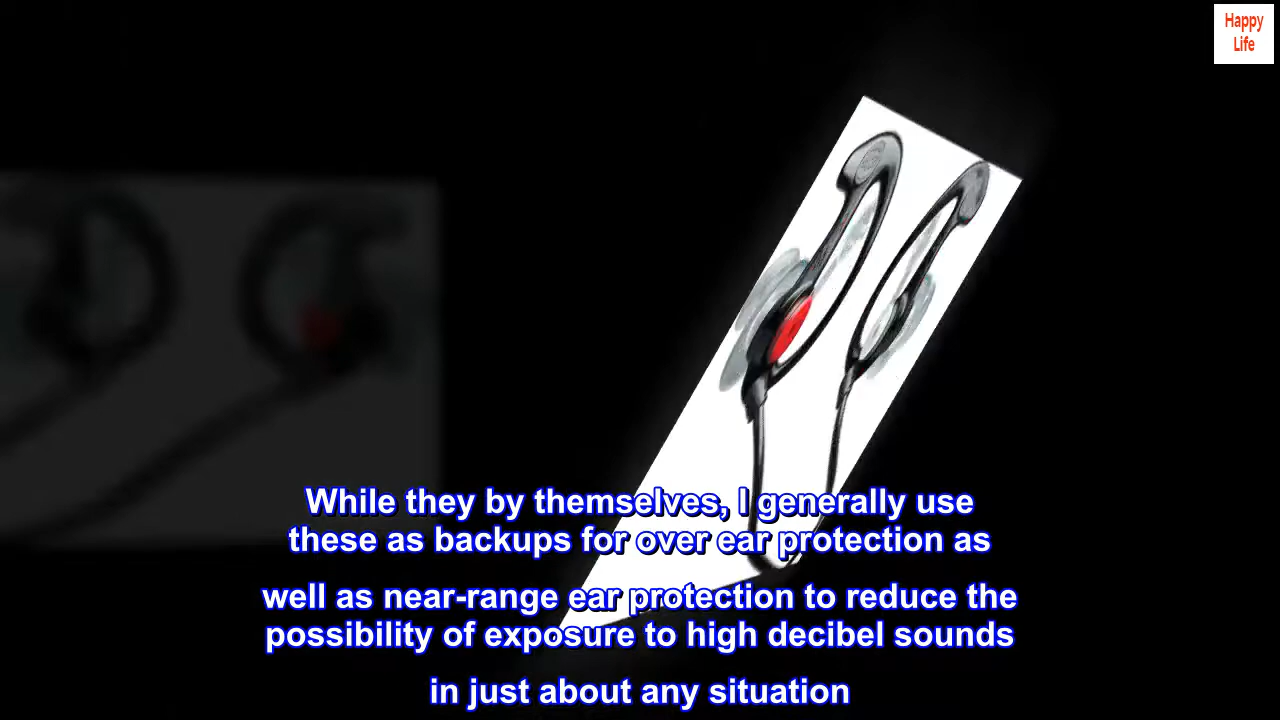 Happy
Life
While they by themselves, I generally use
these as backups for over ear protection as
well as near-range ear protection to reduce the
possibility of exposure to high decibel sounds
in just about any situation